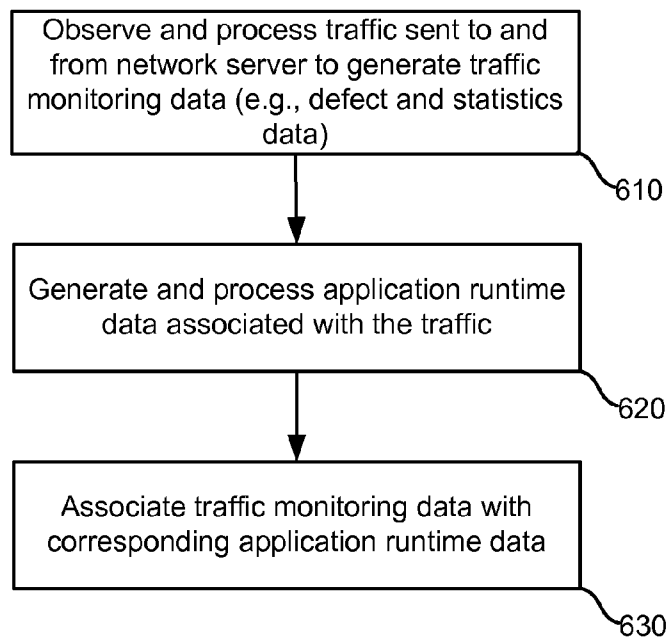 Observe and process traffic sent to and
from network server to generate traffic
monitoring data (e.g., defect and statistics
data)
610
Generate and process application runtime
data associated with the traffic
620
Associate traffic monitoring data with
corresponding application runtime data
630